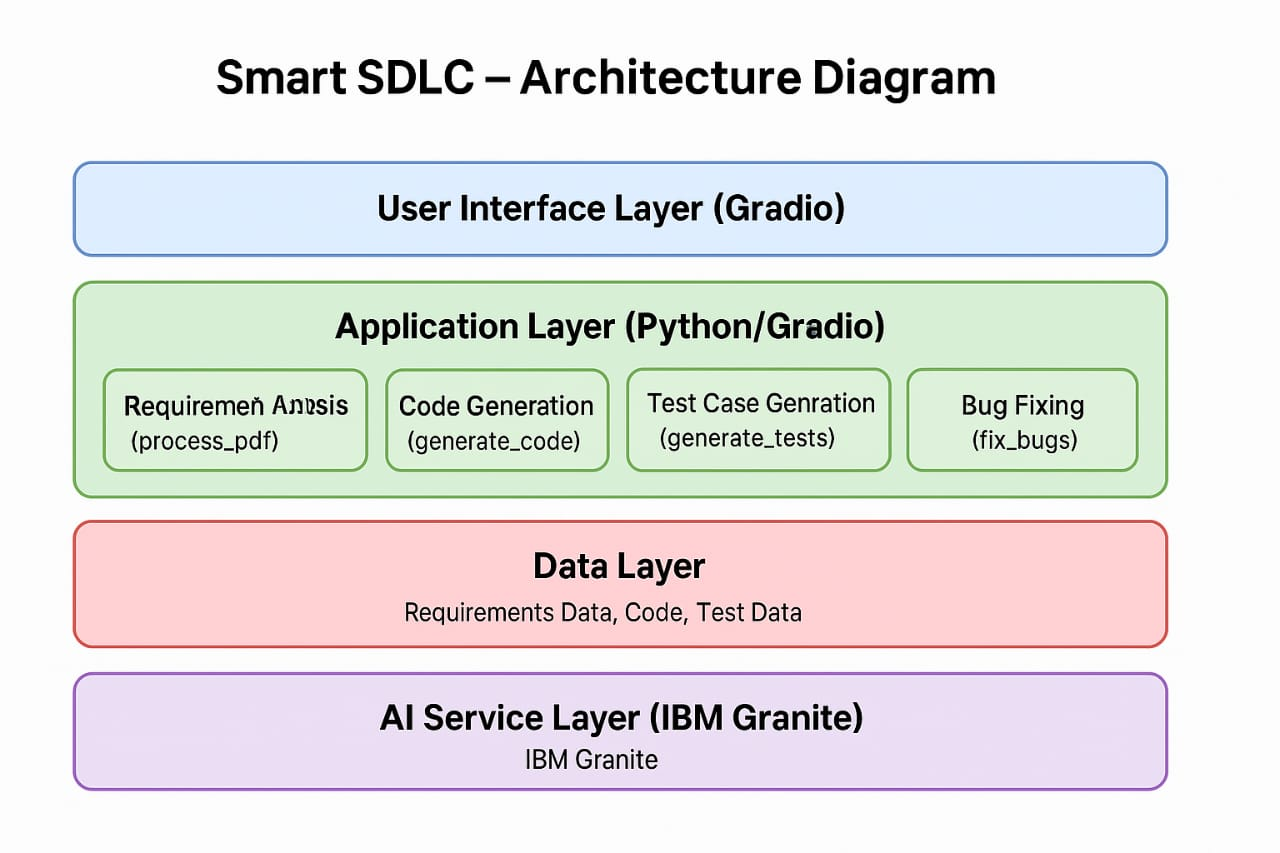 Smart SDLC – Architecture Diagram
User Interface Layer (Gradio)
Application Layer (Python/Gradio)
(process_pdf)
Code Generation
(generate_code)
Test Case Genration
(generate_tests)
Bug Fixing
(fix_bugs)
Data Layer
Requirements Data, Code, Test Data
AI Service Layer (IBM Granite)
IBM Granite